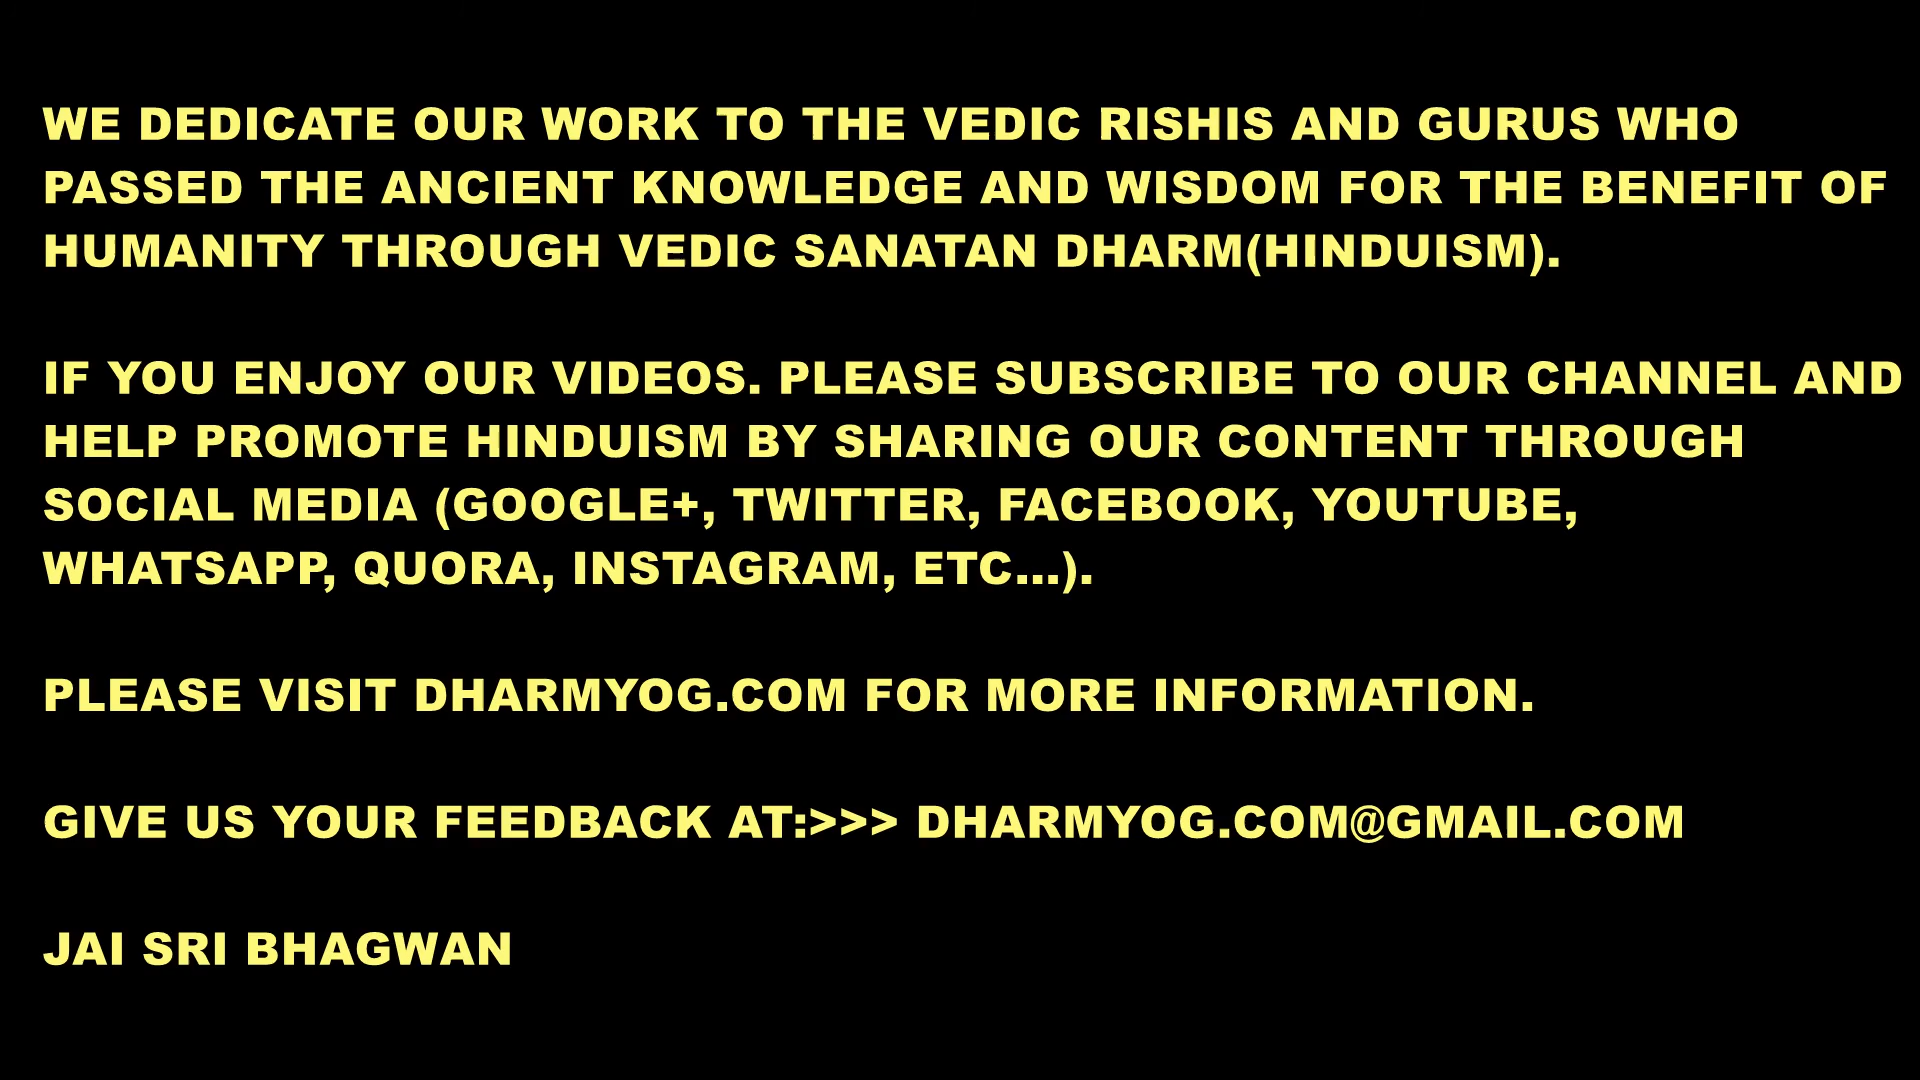 WE DEDICATE OUR WORK TO THE VEDIC RISHIS AND GURUS WHO
PASSED THE ANCIENT KNOWLEDGE AND WISDOM FOR THE BENEFIT OF
HUMANITY THROUGH VEDIC SANATAN DHARM(HINDUISM).
IF YOU ENJOY OUR VIDEOS. PLEASE SUBSCRIBE TO OUR CHANNEL AND
HELP PROMOTE HINDUISM BY SHARING OUR CONTENT THROUGH
SOCIAL MEDIA (GOOGLE+, TWITTER, FACEBOOK, YOUTUBE,
WHATSAPP, QUORA, INSTAGRAM, ETC...).
PLEASE VISIT DHARMYOG.COM FOR MORE INFORMATION.
GIVE US YOUR FEEDBACK AT:>>> DHARMYOG.COM@GMAIL.COM
JAI SRI BHAGWAN